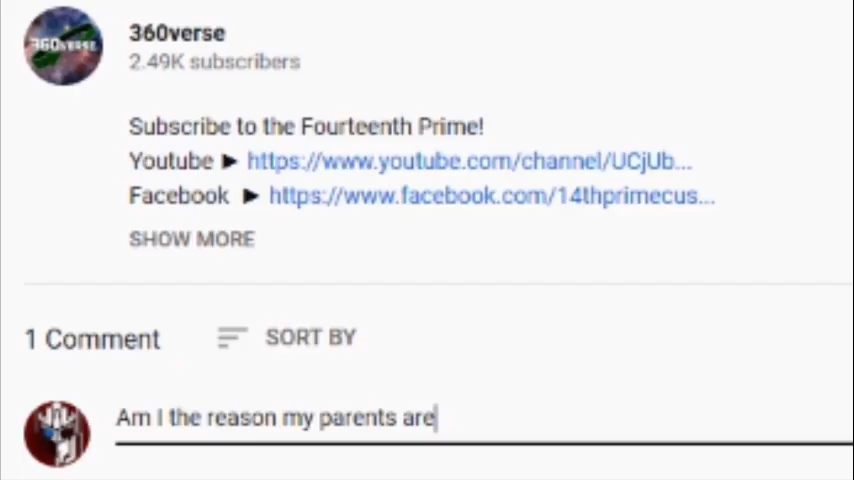 360verse
360VERSE
2.49K subscribers
Subscribe to the Fourteenth Prime!
Youtube ► https://www.youtube.com/channel/UCjUb...
Facebook ► https://www.facebook.com/14thprimecus...
SHOW MORE
1 Comment SORT BY
Am I the reason my parents are